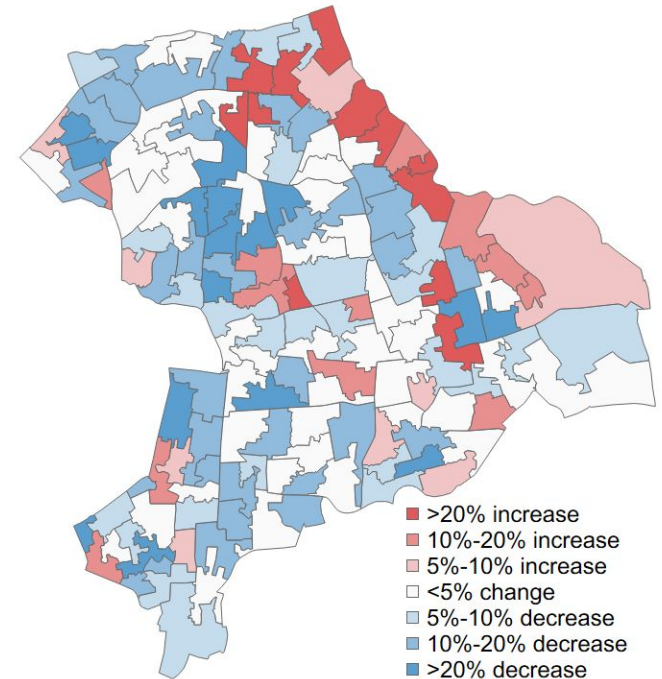 >20% increase
10%-20% increase
5%-10% increase
<5% change
5%-10% decrease
10%-20% decrease
>20% decrease